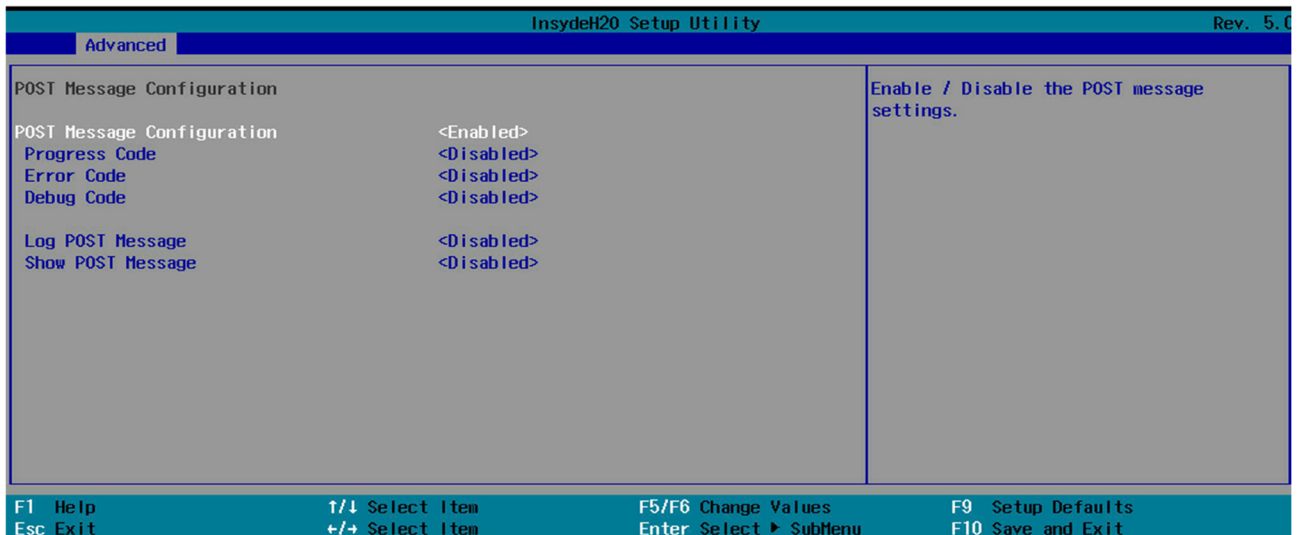 InsydeH2O Setup Utility Rev. 5.0
Advanced
POST Message Configuration
Enable / Disable the POST message
settings.
POST Message Configuration <Enabled>
Progress Code <Disabled>
Error Code <Disabled>
Debug Code <Disabled>
Log POST Message <Disabled>
Show POST Message <Disabled>
F1 Help ↑/↓ Select Item F5/F6 Change Values F9 Setup Defaults
Esc Exit ←/→ Select Item Enter Select ▶ SubMenu F10 Save and Exit